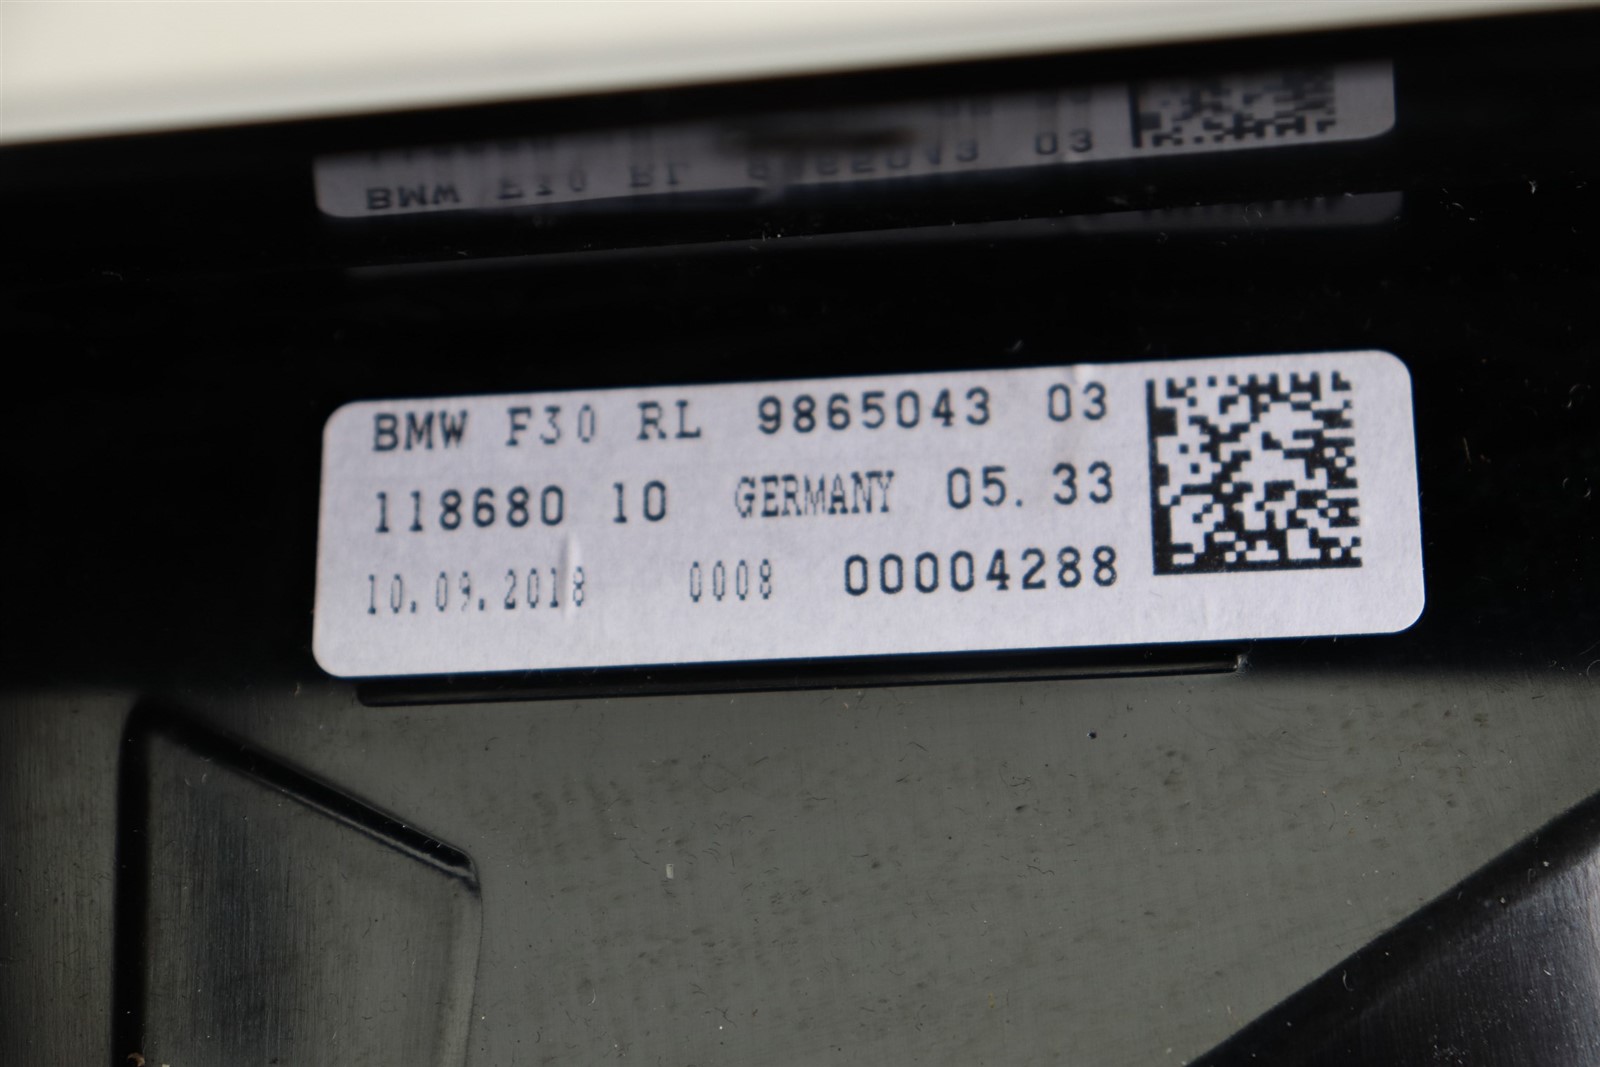 BMW F30 RL 9865043 03
118680 10 GERMANY 05. 33
10.09.2018 0008 00004288